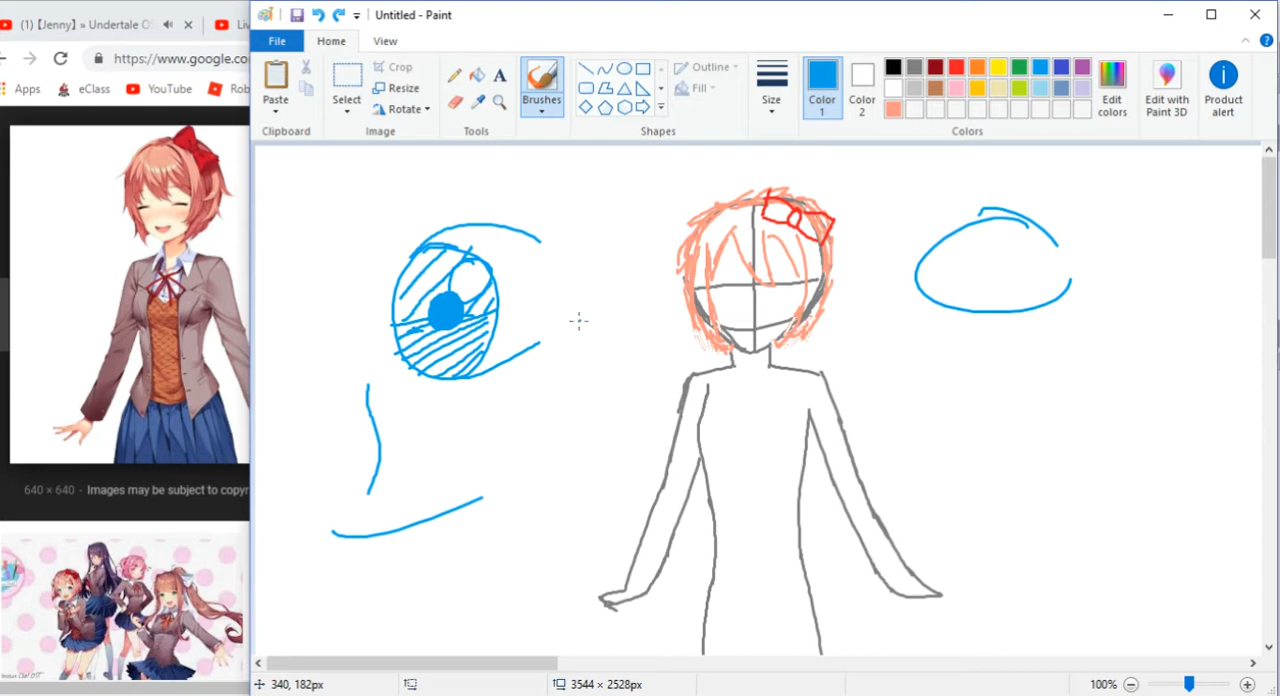 (1)【Jenny】» Undertale O
Liv
Untitled - Paint
File
Home
View
https://www.google.co
Apps
eClass
YouTube
Rob
Paste
Clipboard
Select
Crop
Resize
Rotate
Image
A
Tools
Brushes
Outline
Fill
Shapes
Size
Color 1
Color 2
Edit colors
Colors
Edit with Paint 3D
Product alert
640 × 640 · Images may be subject to copyr
340, 182px
3544 × 2528px
100%